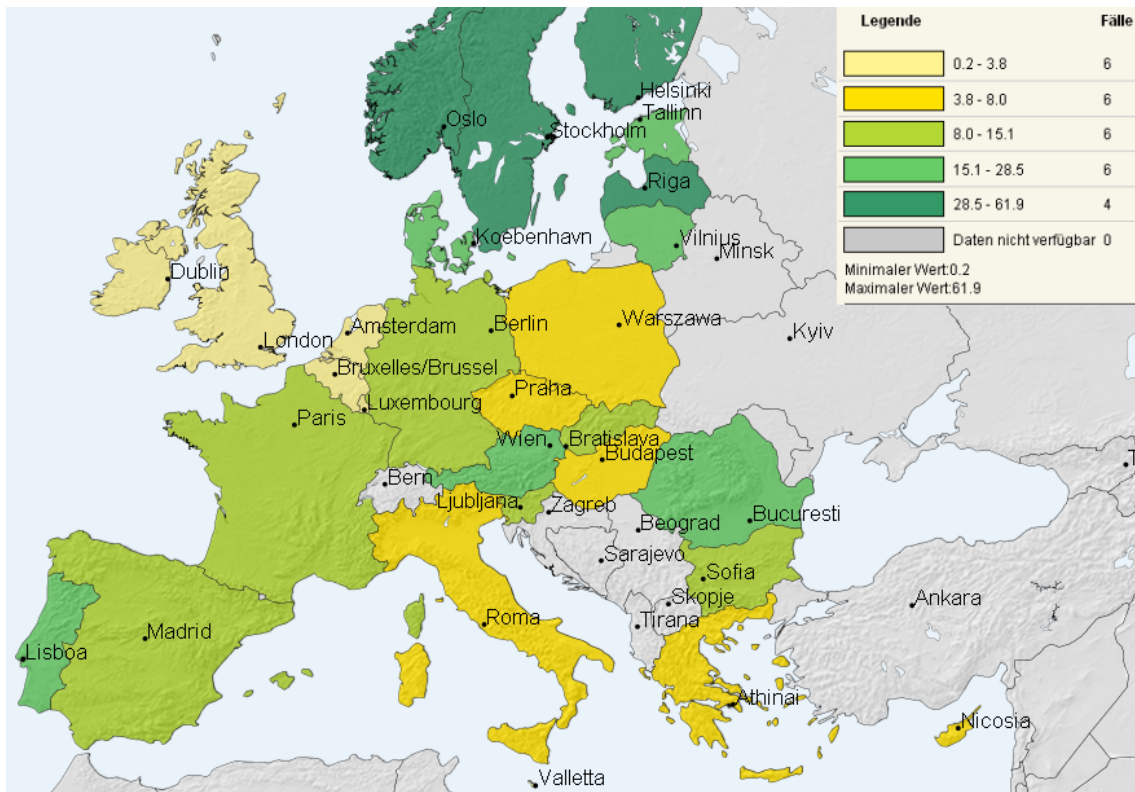 Legende Fälle
0.2 - 3.8 6
3.8 - 8.0 6
8.0 - 15.1 6
15.1 - 28.5 6
28.5 - 61.9 4
Daten nicht verfügbar 0
Minimaler Wert:0.2
Maximaler Wert:61.9
Helsinki
Tallinn
Oslo
Stockholm
Riga
Koebenhavn
Vilnius
Minsk
Dublin
Amsterdam
Berlin
Warszawa
Kyiv
London
Bruxelles/Brussel
Praha
Luxembourg
Paris
Wien
Bratislava
Budapest
Bern
Ljubljana
Zagreb
Beograd
Bucuresti
Sarajevo
Sofia
Skopje
Ankara
Tirana
Roma
Madrid
Lisboa
Athinai
Nicosia
Valletta